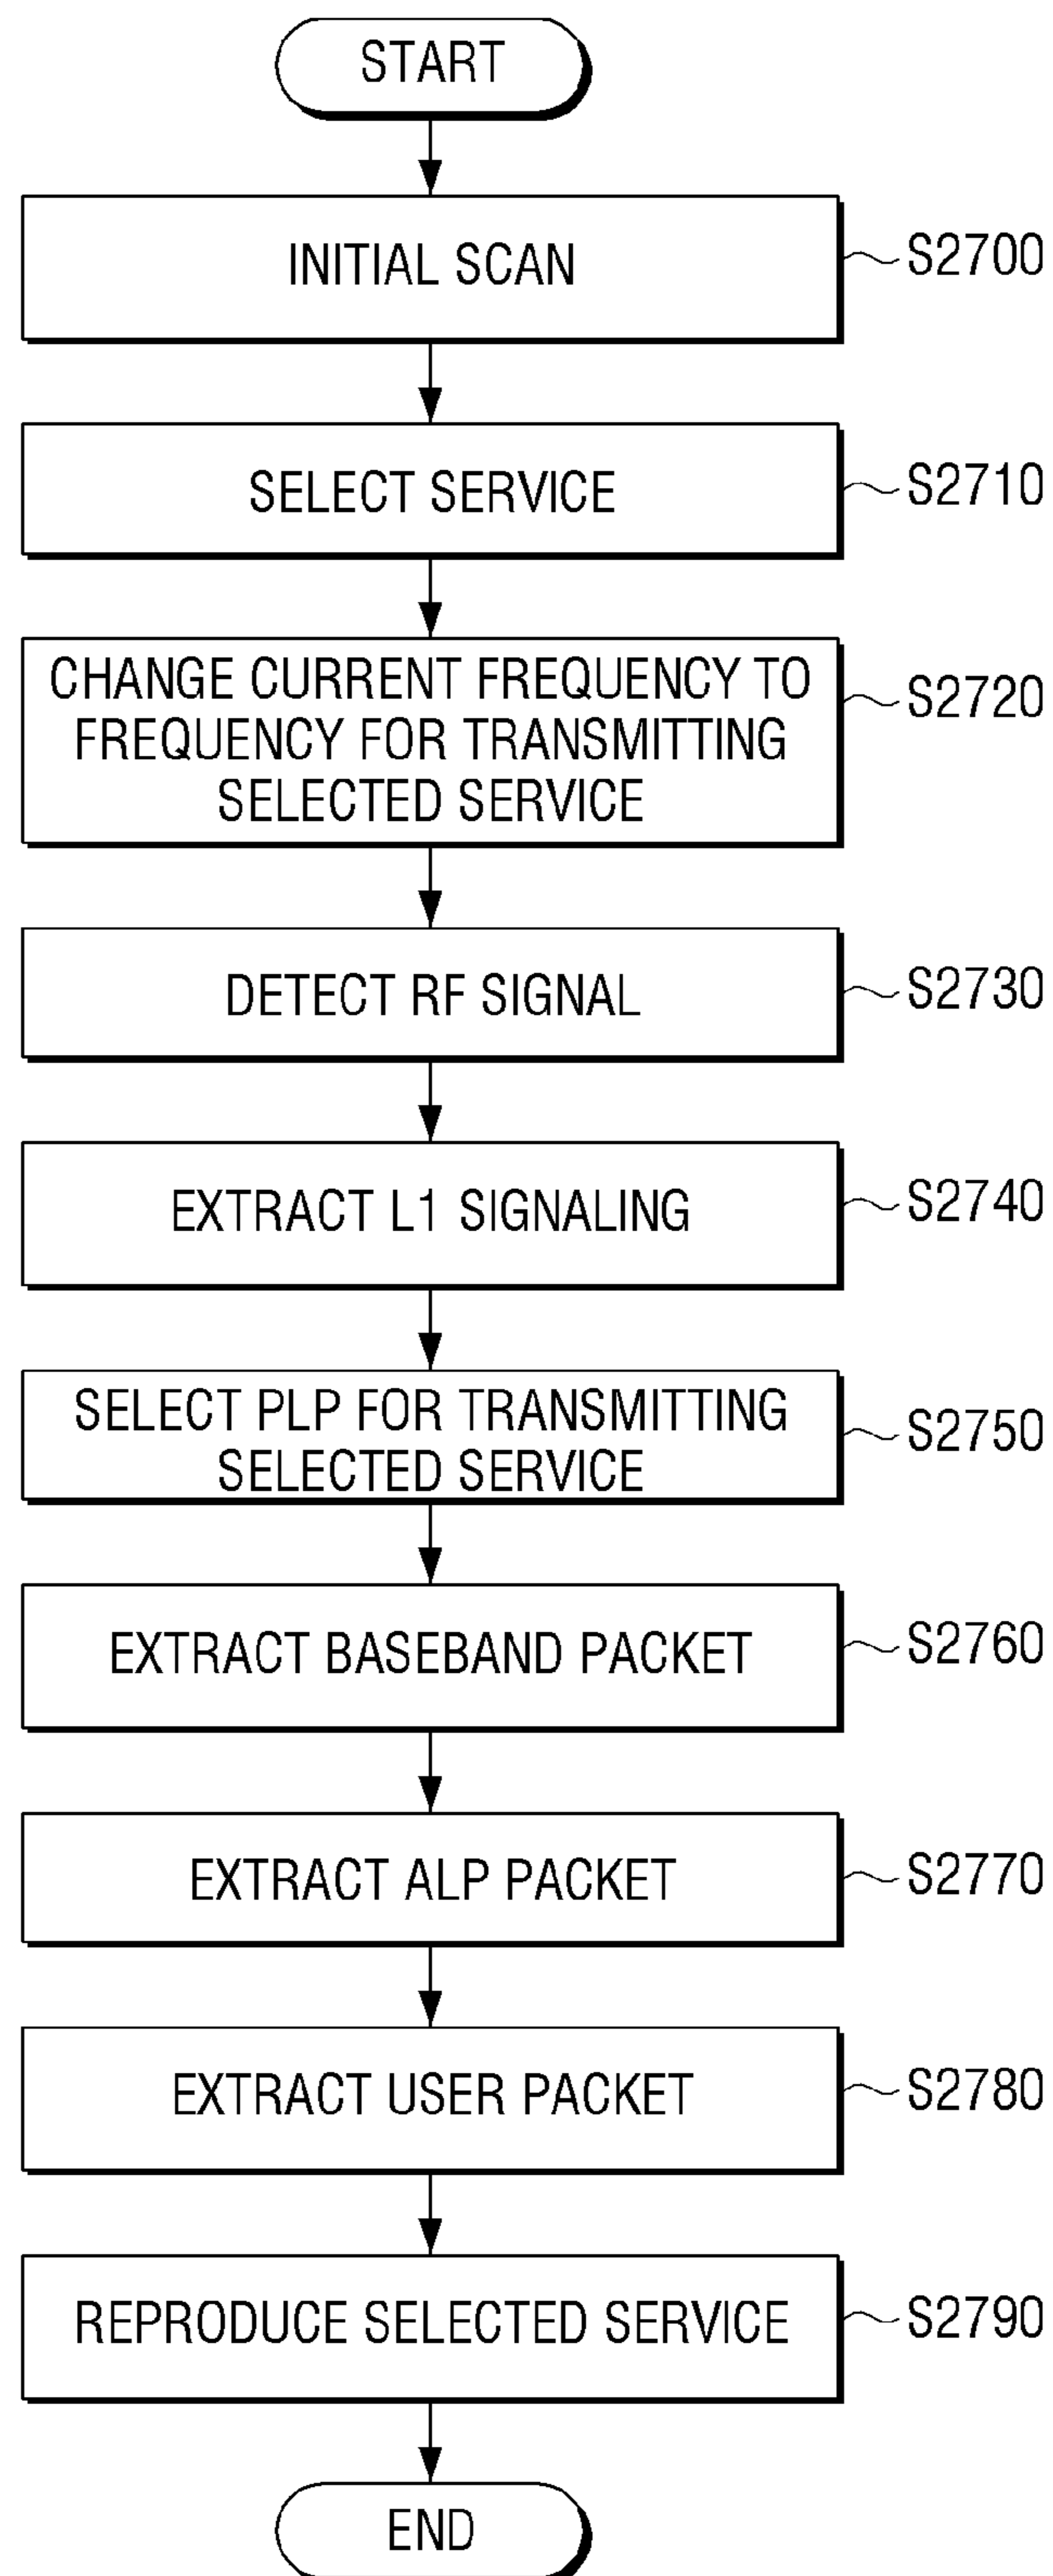 START
INITIAL SCAN
S2700
SELECT SERVICE
S2710
CHANGE CURRENT FREQUENCY TO
FREQUENCY FOR TRANSMITTING
SELECTED SERVICE
S2720
DETECT RF SIGNAL
S2730
EXTRACT L1 SIGNALING
S2740
SELECT PLP FOR TRANSMITTING
SELECTED SERVICE
S2750
EXTRACT BASEBAND PACKET
S2760
EXTRACT ALP PACKET
S2770
EXTRACT USER PACKET
S2780
REPRODUCE SELECTED SERVICE
S2790
END